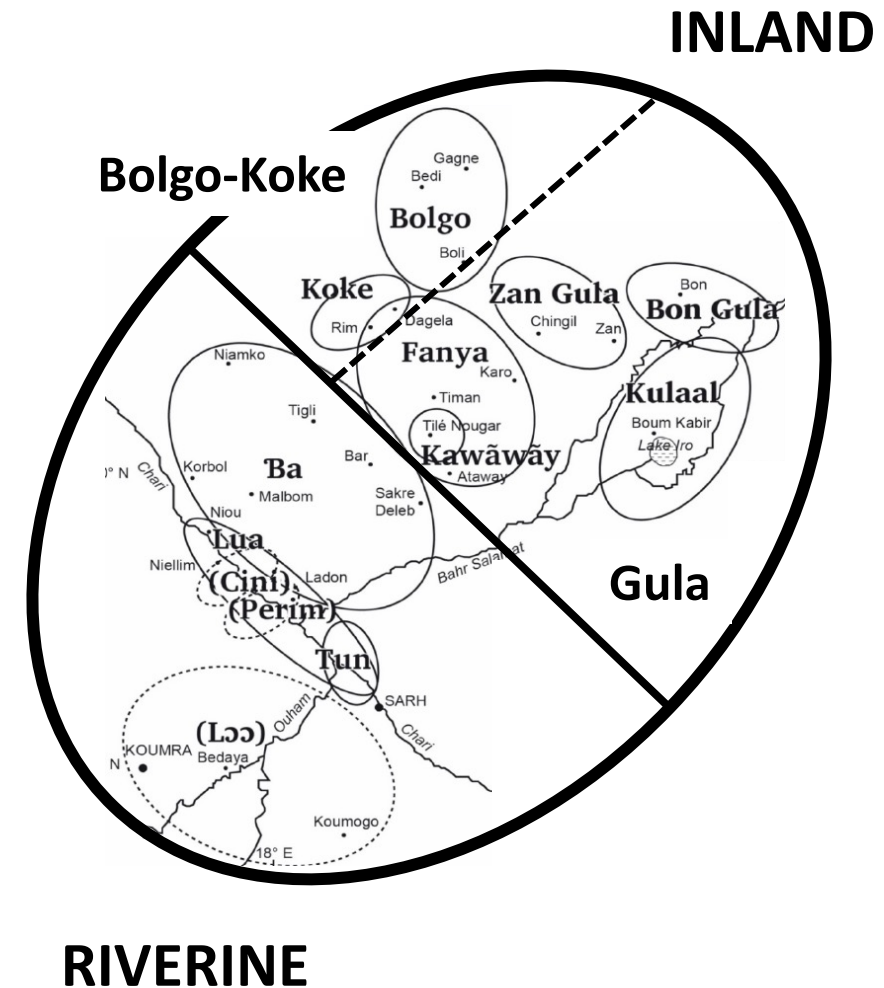 INLAND
Bolgo-Koke
Gagne
Bedi
Bolgo
Boli
Koke
Rim
Dagela
Zan Gula
Chingil
Zan
Bon
Bon Gula
Fanya
Karo
Timan
Tilé Nougar
Kawãwãy
Ataway
Kulaal
Boum Kabir
Lake Iro
Niamko
Tigli
Bar
Ɓa
Korbol
Malbom
Sakre
Deleb
Niou
)° N
Chari
Lua
Niellim
(Cini)
Ladon
(Perim)
Bahr Salamat
Gula
Tun
SARH
Ouham
Chari
(Lɔɔ)
KOUMRA
Bedaya
N
Koumogo
18° E
RIVERINE